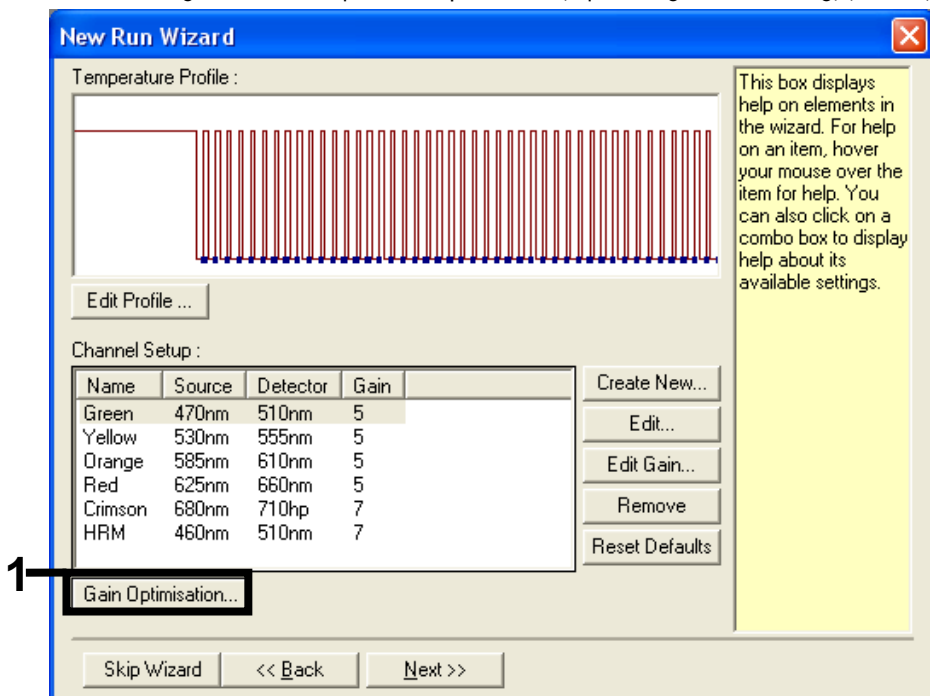 New Run Wizard
Temperature Profile :
This box displays
help on elements in
the wizard. For help
on an item, hover
your mouse over the
item for help. You
can also click on a
combo box to display
help about its
available settings.
Edit Profile ...
Channel Setup :
Name Source Detector Gain
Green 470nm 510nm 5
Yellow 530nm 555nm 5
Orange 585nm 610nm 5
Red 625nm 660nm 5
Crimson 680nm 710hp 7
HRM 460nm 510nm 7
Create New...
Edit...
Edit Gain...
Remove
Reset Defaults
1
Gain Optimisation...
Skip Wizard << Back Next >>